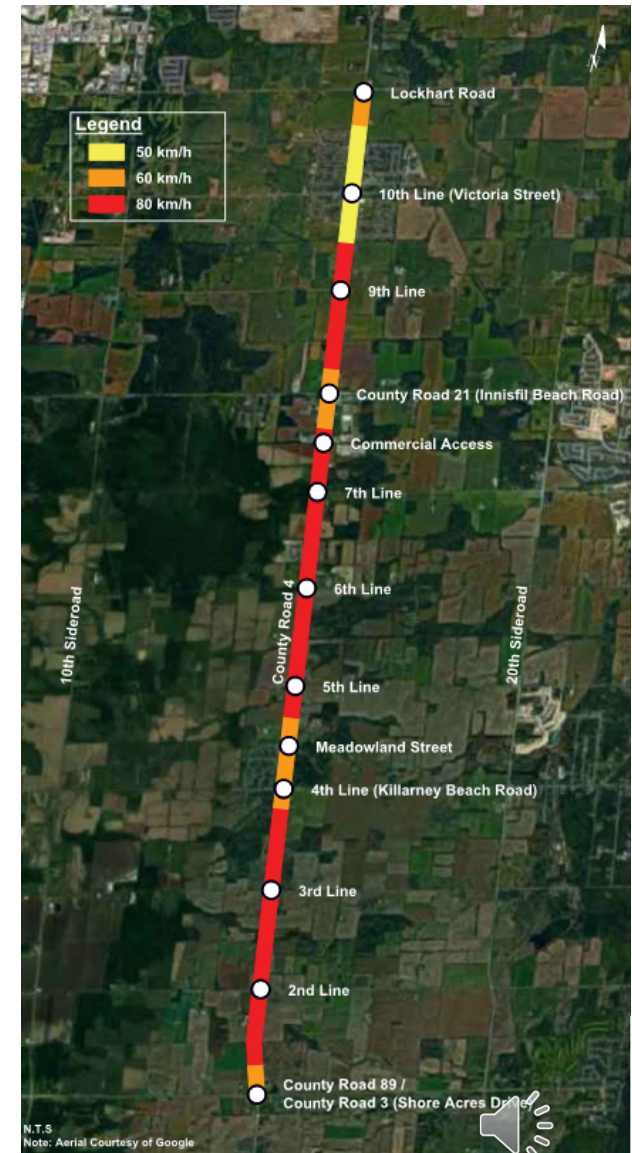 Lockhart Road
Legend
50 km/h
60 km/h
80 km/h
10th Line (Victoria Street)
9th Line
County Road 21 (Innisfil Beach Road)
Commercial Access
7th Line
6th Line
10th Sideroad
County Road 4
20th Sideroad
5th Line
Meadowland Street
4th Line (Killarney Beach Road)
3rd Line
2nd Line
County Road 89 /
County Road 3 (Shore Acres Drive)
N.T.S
Note: Aerial Courtesy of Google